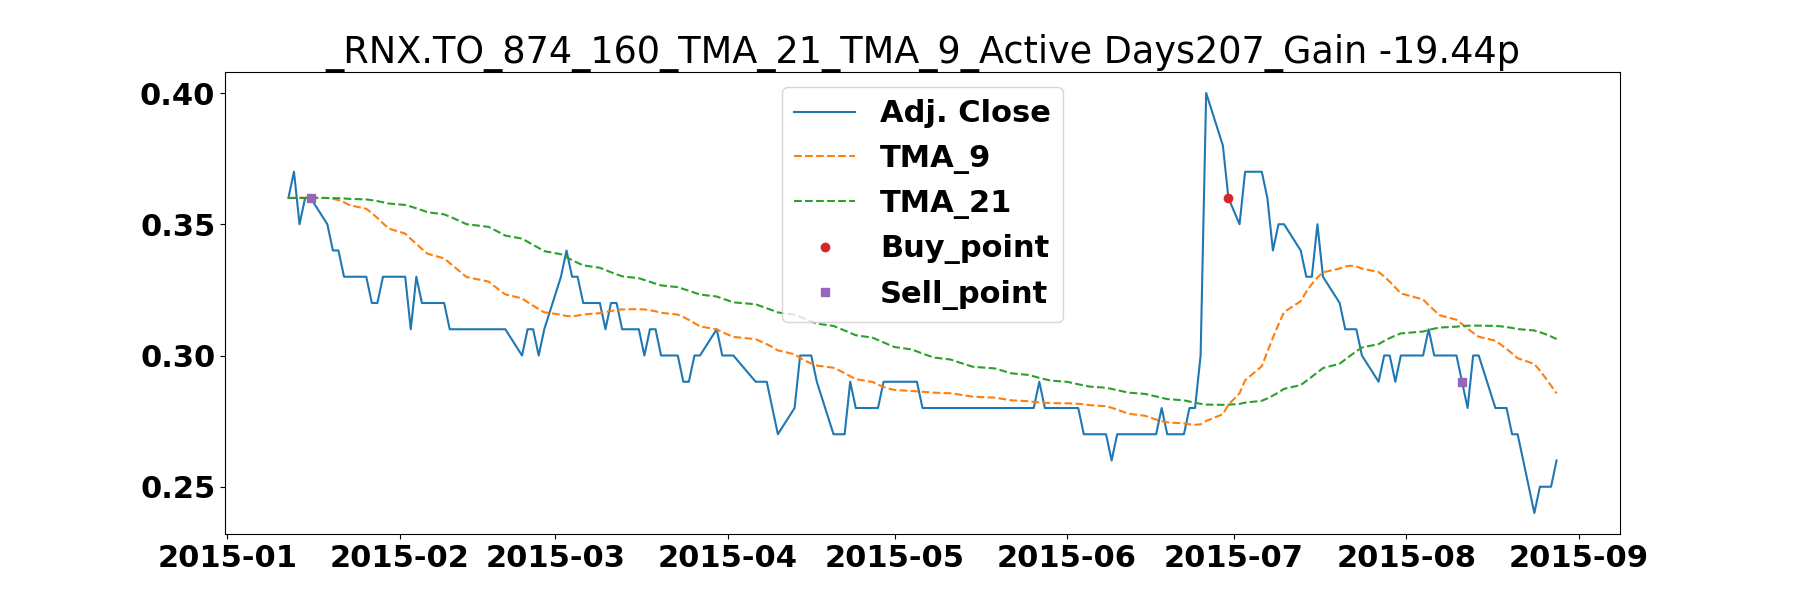 _RNX.TO_874_160_TMA_21_TMA_9_Active Days207_Gain -19.44p
0.40
0.35
0.30
0.25
Adj. Close
TMA_9
TMA_21
Buy_point
Sell_point
2015-01 2015-02 2015-03 2015-04 2015-05 2015-06 2015-07 2015-08 2015-09